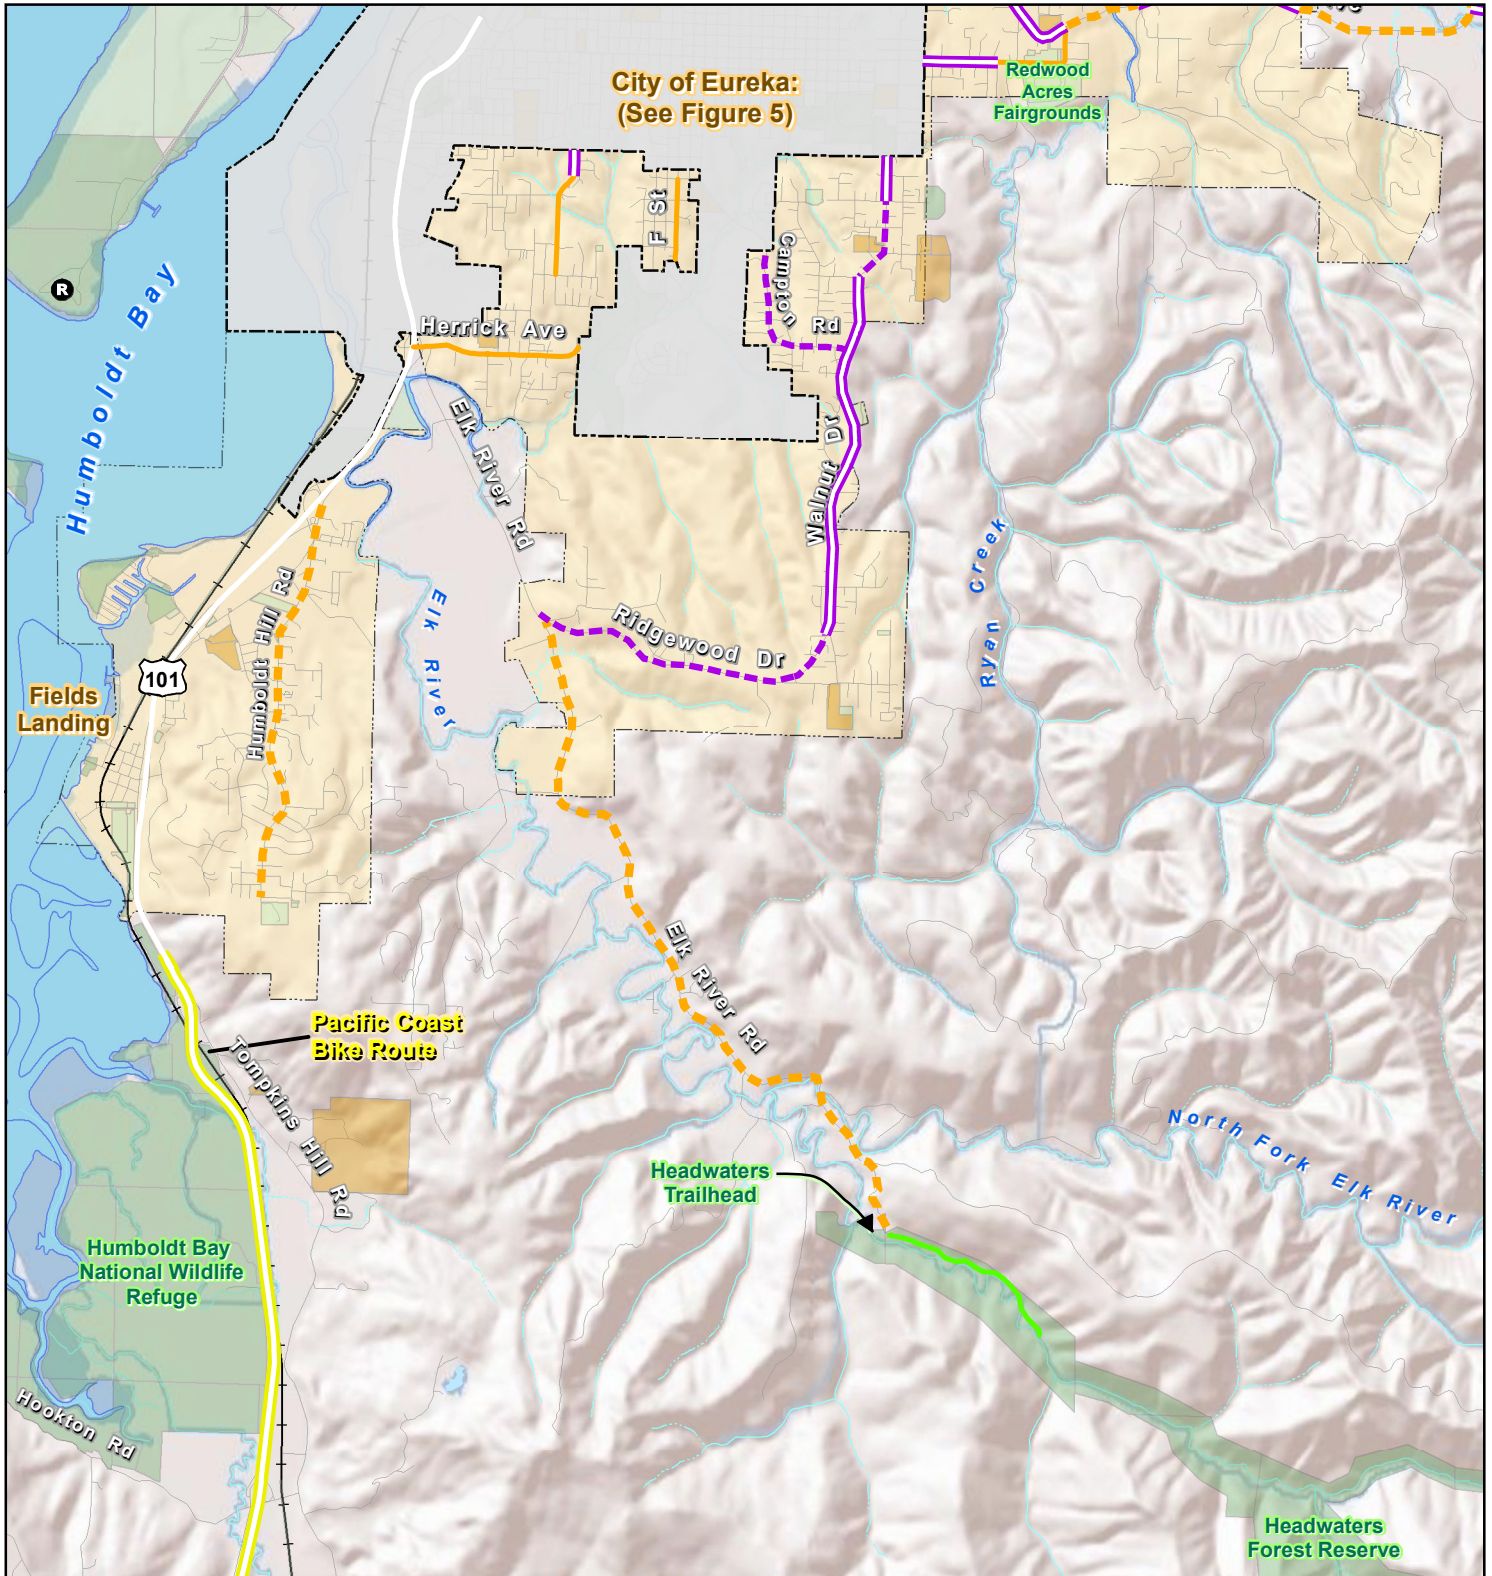 City of Eureka:
(See Figure 5)
Redwood
Acres
Fairgrounds
Humboldt Bay
R
F St
Campton Rd
Herrick Ave
Elk River Rd
Walnut Dr
Ryan Creek
Humboldt Hill Rd
Elk River
Ridgewood Dr
101
Fields
Landing
Elk River Rd
Pacific Coast
Bike Route
Tompkins Hill Rd
North Fork Elk River
Headwaters
Trailhead
Humboldt Bay
National Wildlife
Refuge
Hookton Rd
Headwaters
Forest Reserve